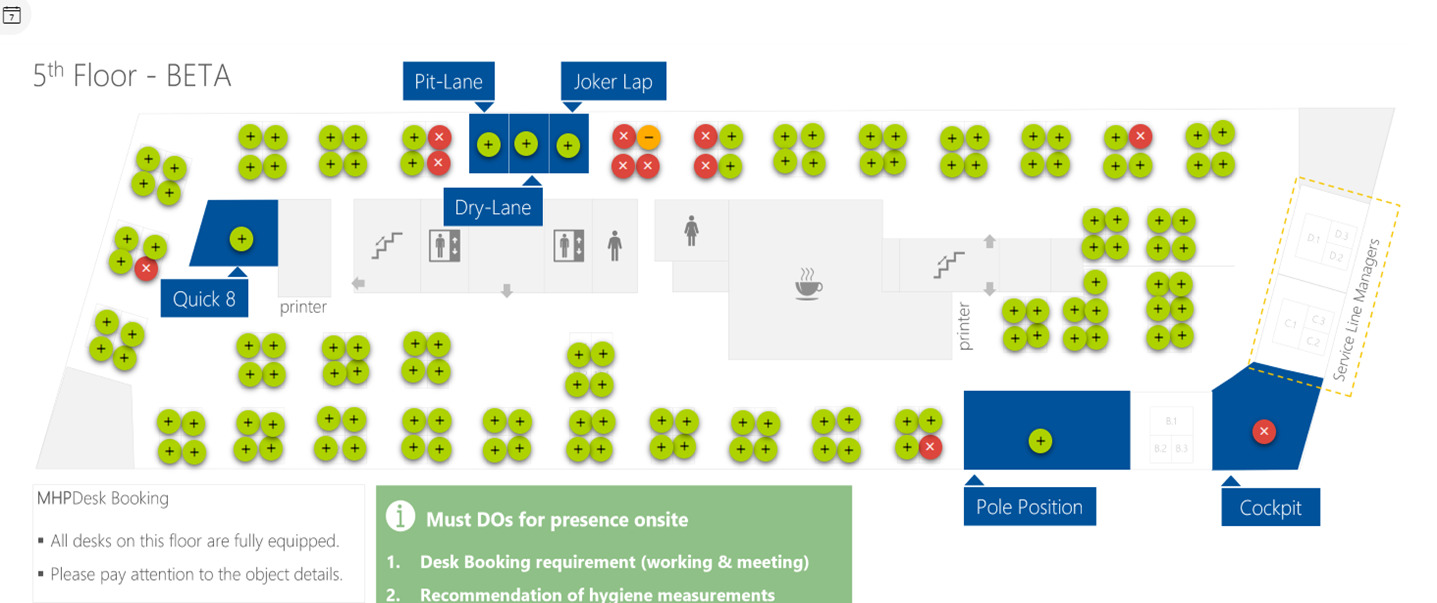 7
5th Floor - BETA
Pit-Lane
Joker Lap
Dry-Lane
Quick 8
printer
printer
D1
D3
D2
C1
C3
C2
Service Line Managers
B.1
B.2 B.3
Pole Position
Cockpit
MHPDesk Booking
▪ All desks on this floor are fully equipped.
▪ Please pay attention to the object details.
i Must DOs for presence onsite
1. Desk Booking requirement (working & meeting)
2. Recommendation of hygiene measurements